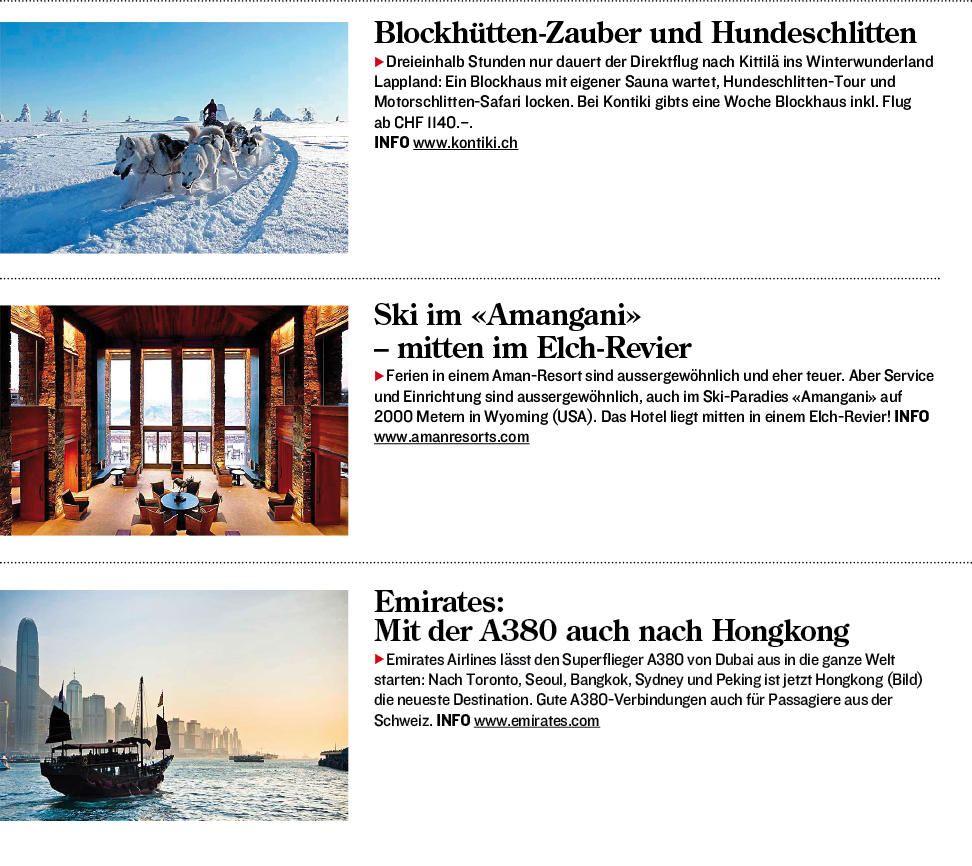 Blockhütten-Zauber und Hundeschlitten
▶Dreieinhalb Stunden nur dauert der Direktflug nach Kittilä ins Winterwunderland
Lappland: Ein Blockhaus mit eigener Sauna wartet, Hundeschlitten-Tour und
Motorschlitten-Safari locken. Bei Kontiki gibts eine Woche Blockhaus inkl. Flug
ab CHF 1140.–.
INFO www.kontiki.ch
Ski im «Amangani»
– mitten im Elch-Revier
▶Ferien in einem Aman-Resort sind aussergewöhnlich und eher teuer. Aber Service
und Einrichtung sind aussergewöhnlich, auch im Ski-Paradies «Amangani» auf
2000 Metern in Wyoming (USA). Das Hotel liegt mitten in einem Elch-Revier! INFO
www.amanresorts.com
Emirates:
Mit der A380 auch nach Hongkong
▶Emirates Airlines lässt den Superflieger A380 von Dubai aus in die ganze Welt
starten: Nach Toronto, Seoul, Bangkok, Sydney und Peking ist jetzt Hongkong (Bild)
die neueste Destination. Gute A380-Verbindungen auch für Passagiere aus der
Schweiz. INFO www.emirates.com